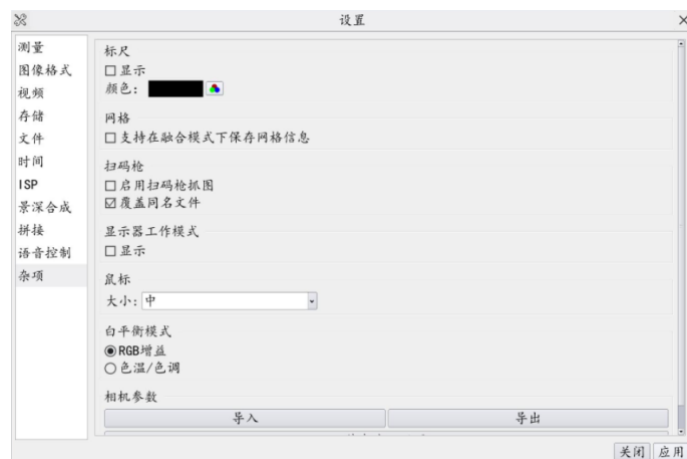 设置
测量
图像格式
视频
存储
文件
时间
ISP
景深合成
拼接
语音控制
杂项
标尺
显示
颜色:
网格
支持在融合模式下保存网格信息
扫码枪
启用扫码枪抓图
覆盖同名文件
显示器工作模式
显示
鼠标
大小: 中
白平衡模式
RGB增益
色温/色调
相机参数
导入 导出
关闭 应用